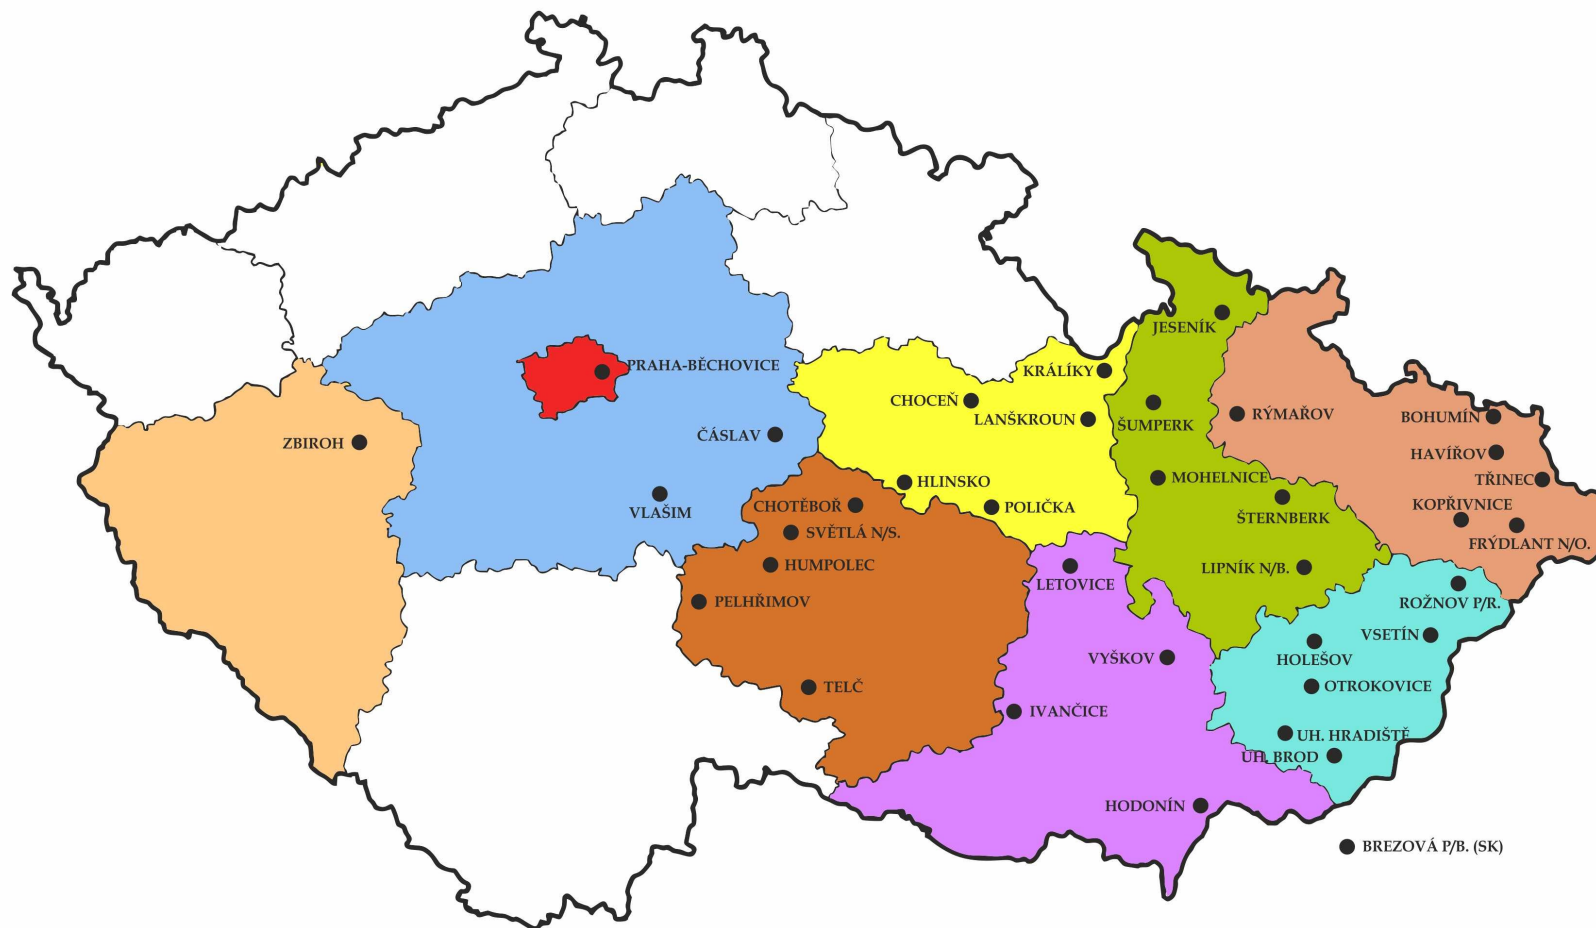 JESENÍK
PRAHA-BĚCHOVICE
KRÁLÍKY
CHOCEŇ
LANŠKROUN
ŠUMPERK
RÝMAŘOV
BOHUMÍN
ZBIROH
ČÁSLAV
HAVÍŘOV
HLINSKO
MOHELNICE
TŘINEC
VLAŠIM
CHOTĚBOŘ
POLIČKA
ŠTERNBERK
KOPŘIVNICE
SVĚTLÁ N/S.
FRÝDLANT N/O.
HUMPOLEC
LETOVICE
LIPNÍK N/B.
PELHŘIMOV
ROŽNOV P/R.
VSETÍN
VYŠKOV
HOLEŠOV
TELČ
OTROKOVICE
IVANČICE
UH. HRADIŠTĚ
UH. BROD
HODONÍN
BREZOVÁ P/B. (SK)